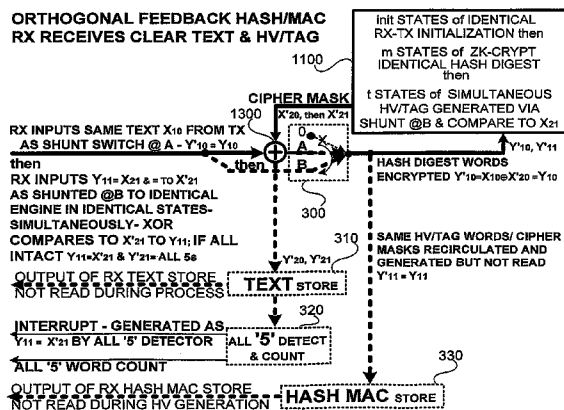 ORTHOGONAL FEEDBACK HASH/MAC
RX RECEIVES CLEAR TEXT & HV/TAG
init STATES of IDENTICAL
RX-TX INITIALIZATION then
m STATES of ZK-CRYPT
IDENTICAL HASH DIGEST
then
t STATES of SIMULTANEOUS
HV/TAG GENERATED VIA
SHUNT @B & COMPARE TO X21
1100
CIPHER MASK
1300
X'20, then X'21
RX INPUTS SAME TEXT X10 FROM TX
AS SHUNT SWITCH @ A - Y'10 = Y10
then
then
0
A
B
X
300
Y'10, Y'11
HASH DIGEST WORDS
ENCRYPTED Y'10=X10⊕X'20=Y10
RX INPUTS Y11=X21 & = TO X'21
AS SHUNTED @B TO IDENTICAL
ENGINE IN IDENTICAL STATES-
SIMULTANEOUSLY- XOR
COMPARES TO X'21 TO Y11; IF ALL
INTACT Y11=X'21 & Y'21= ALL 5s
Y'20, Y'21
310
SAME HV/TAG WORDS/ CIPHER
MASKS RECIRCULATED AND
GENERATED BUT NOT READ
Y'11 = Y11
OUTPUT OF RX TEXT STORE
NOT READ DURING PROCESS
TEXT STORE
320
INTERRUPT - GENERATED AS
Y11 = X'21 BY ALL '5' DETECTOR
ALL '5' DETECT
& COUNT
ALL '5' WORD COUNT
330
OUTPUT OF RX HASH MAC STORE
NOT READ DURING HV GENERATION
HASH MAC STORE